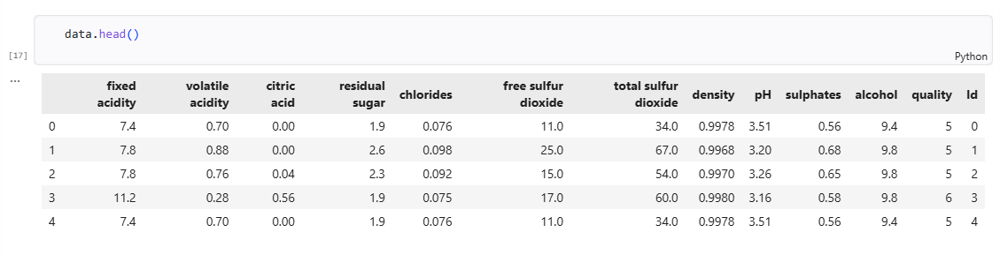 data.head()
[17]
Python
...
fixed acidity volatile acidity citric acid residual sugar chlorides free sulfur dioxide total sulfur dioxide density pH sulphates alcohol quality Id
0 7.4 0.70 0.00 1.9 0.076 11.0 34.0 0.9978 3.51 0.56 9.4 5 0
1 7.8 0.88 0.00 2.6 0.098 25.0 67.0 0.9968 3.20 0.68 9.8 5 1
2 7.8 0.76 0.04 2.3 0.092 15.0 54.0 0.9970 3.26 0.65 9.8 5 2
3 11.2 0.28 0.56 1.9 0.075 17.0 60.0 0.9980 3.16 0.58 9.8 6 3
4 7.4 0.70 0.00 1.9 0.076 11.0 34.0 0.9978 3.51 0.56 9.4 5 4